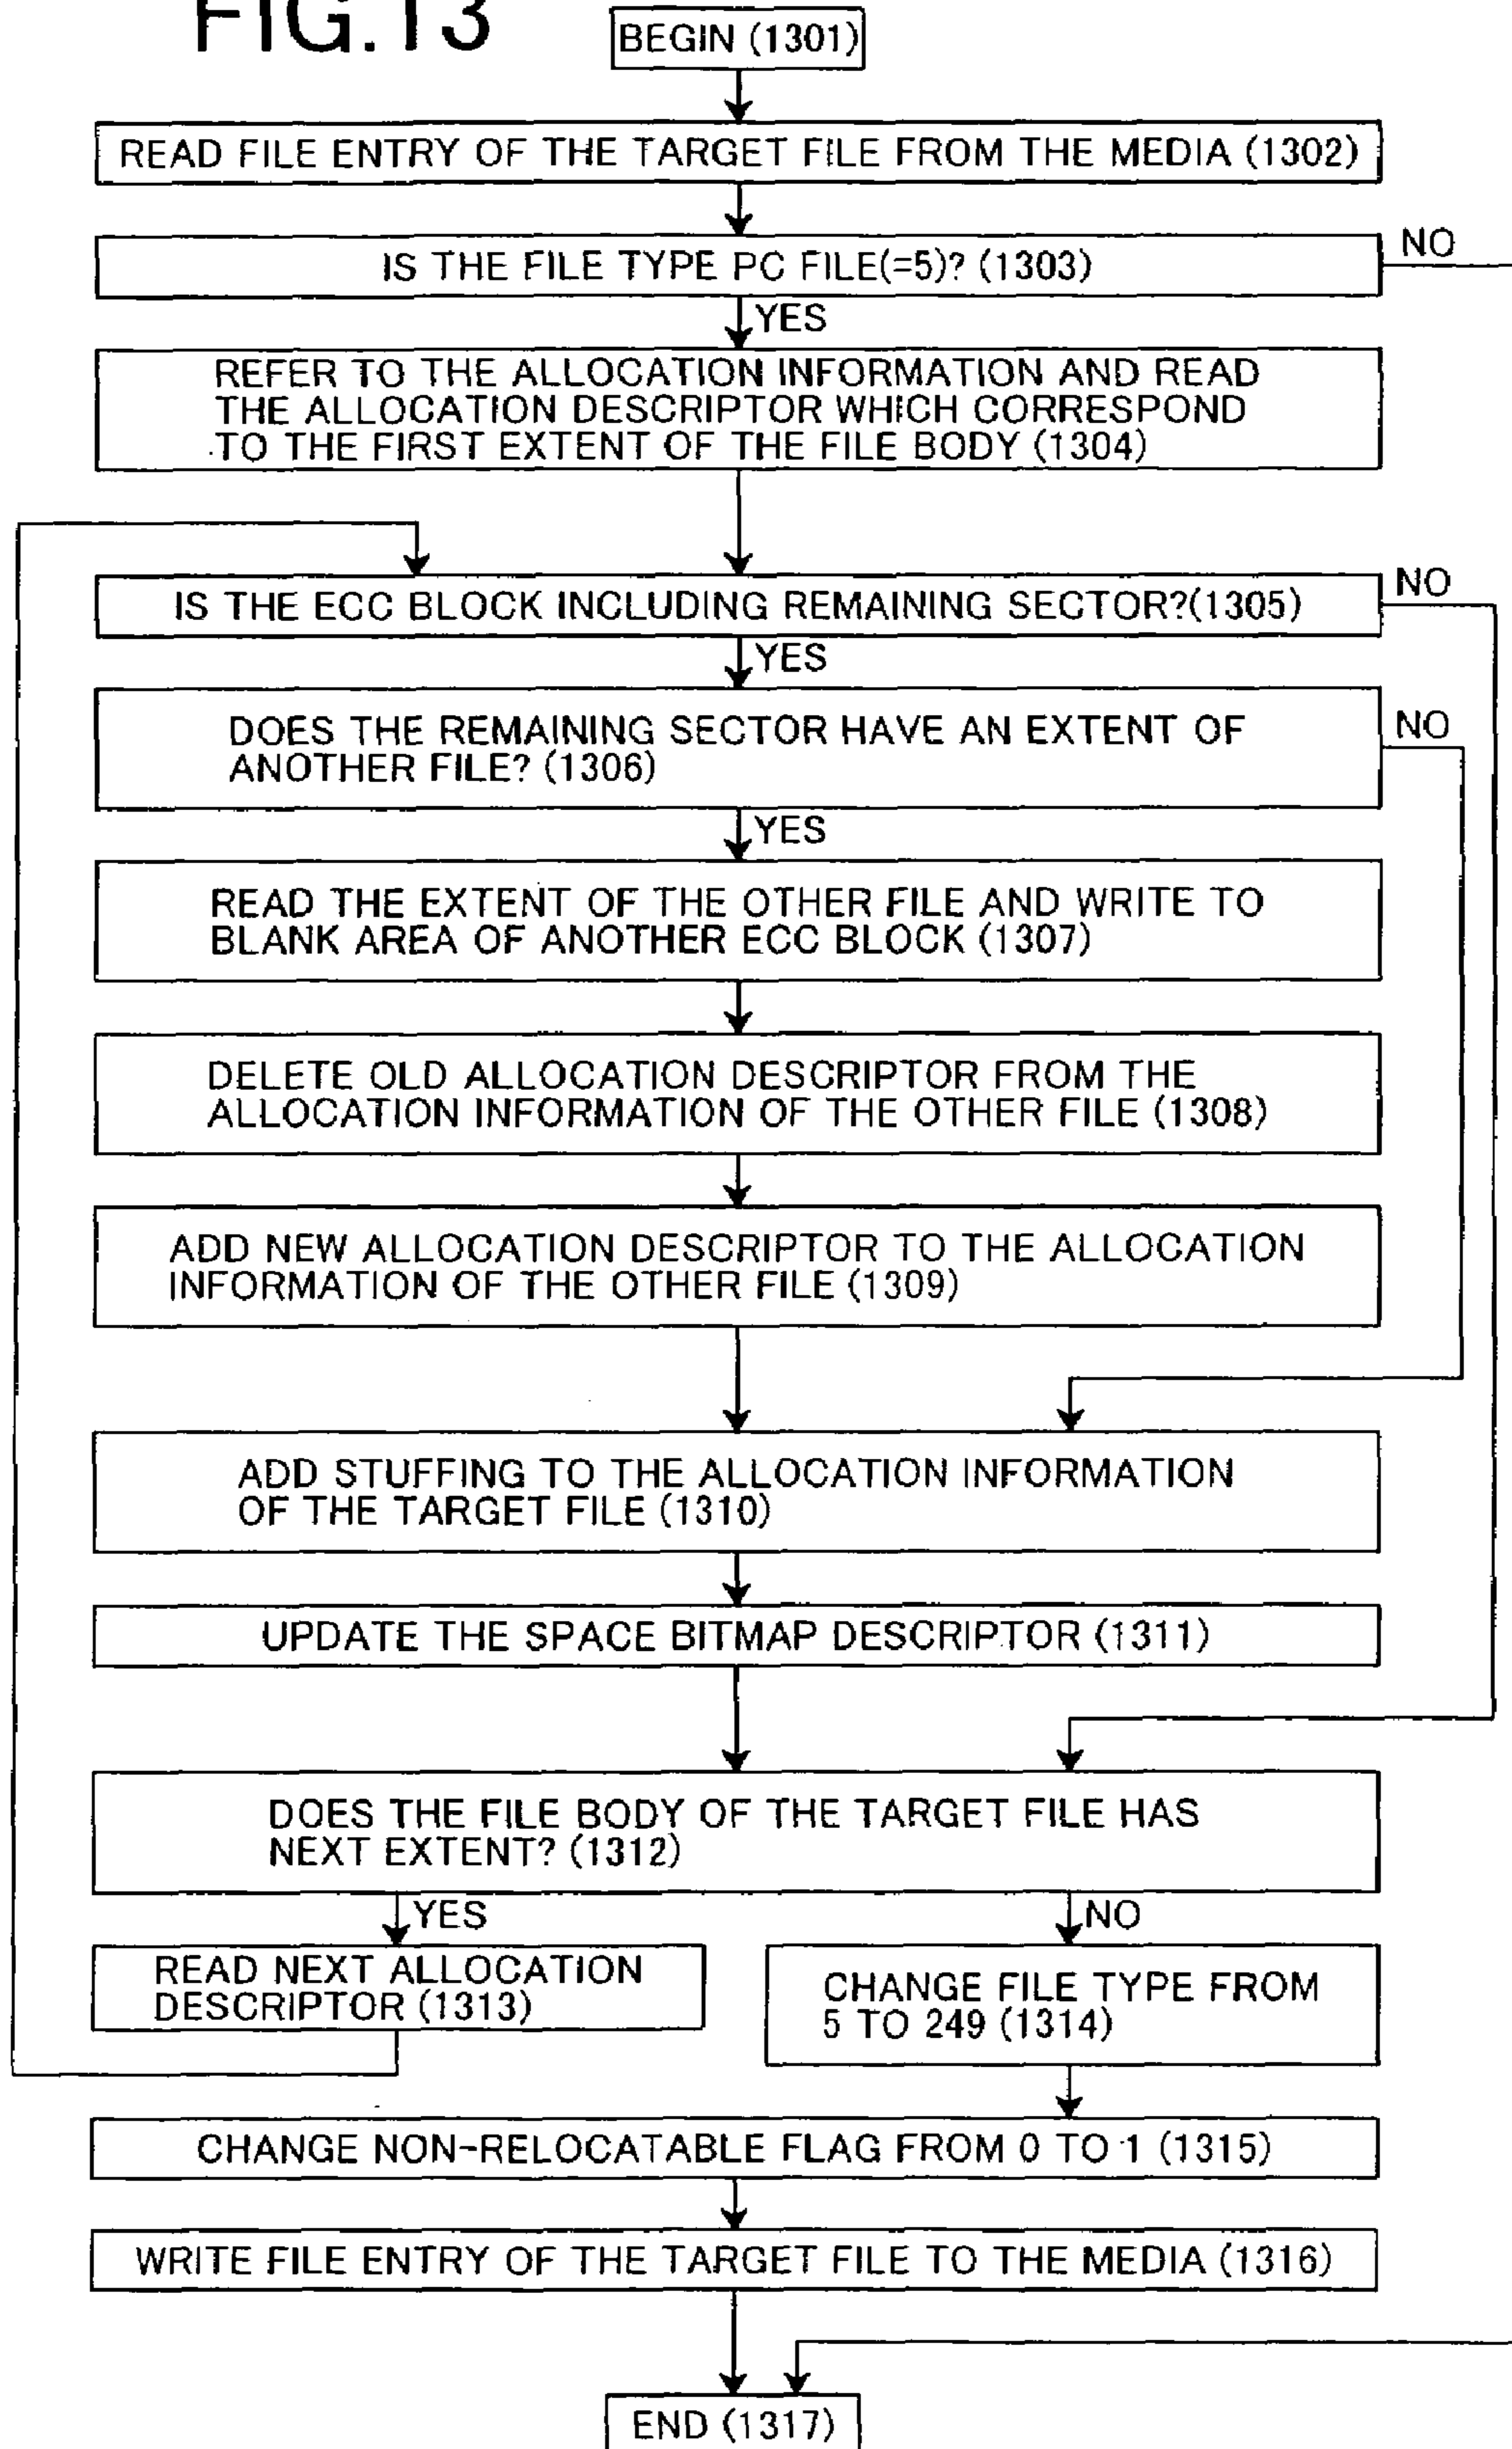 FIG.13
BEGIN (1301)
READ FILE ENTRY OF THE TARGET FILE FROM THE MEDIA (1302)
IS THE FILE TYPE PC FILE(=5)? (1303)
NO
YES
REFER TO THE ALLOCATION INFORMATION AND READ
THE ALLOCATION DESCRIPTOR WHICH CORRESPOND
TO THE FIRST EXTENT OF THE FILE BODY (1304)
IS THE ECC BLOCK INCLUDING REMAINING SECTOR?(1305)
NO
YES
DOES THE REMAINING SECTOR HAVE AN EXTENT OF
ANOTHER FILE? (1306)
NO
YES
READ THE EXTENT OF THE OTHER FILE AND WRITE TO
BLANK AREA OF ANOTHER ECC BLOCK (1307)
DELETE OLD ALLOCATION DESCRIPTOR FROM THE
ALLOCATION INFORMATION OF THE OTHER FILE (1308)
ADD NEW ALLOCATION DESCRIPTOR TO THE ALLOCATION
INFORMATION OF THE OTHER FILE (1309)
ADD STUFFING TO THE ALLOCATION INFORMATION
OF THE TARGET FILE (1310)
UPDATE THE SPACE BITMAP DESCRIPTOR (1311)
DOES THE FILE BODY OF THE TARGET FILE HAS
NEXT EXTENT? (1312)
YES
NO
READ NEXT ALLOCATION
DESCRIPTOR (1313)
CHANGE FILE TYPE FROM
5 TO 249 (1314)
CHANGE NON-RELOCATABLE FLAG FROM 0 TO 1 (1315)
WRITE FILE ENTRY OF THE TARGET FILE TO THE MEDIA (1316)
END (1317)